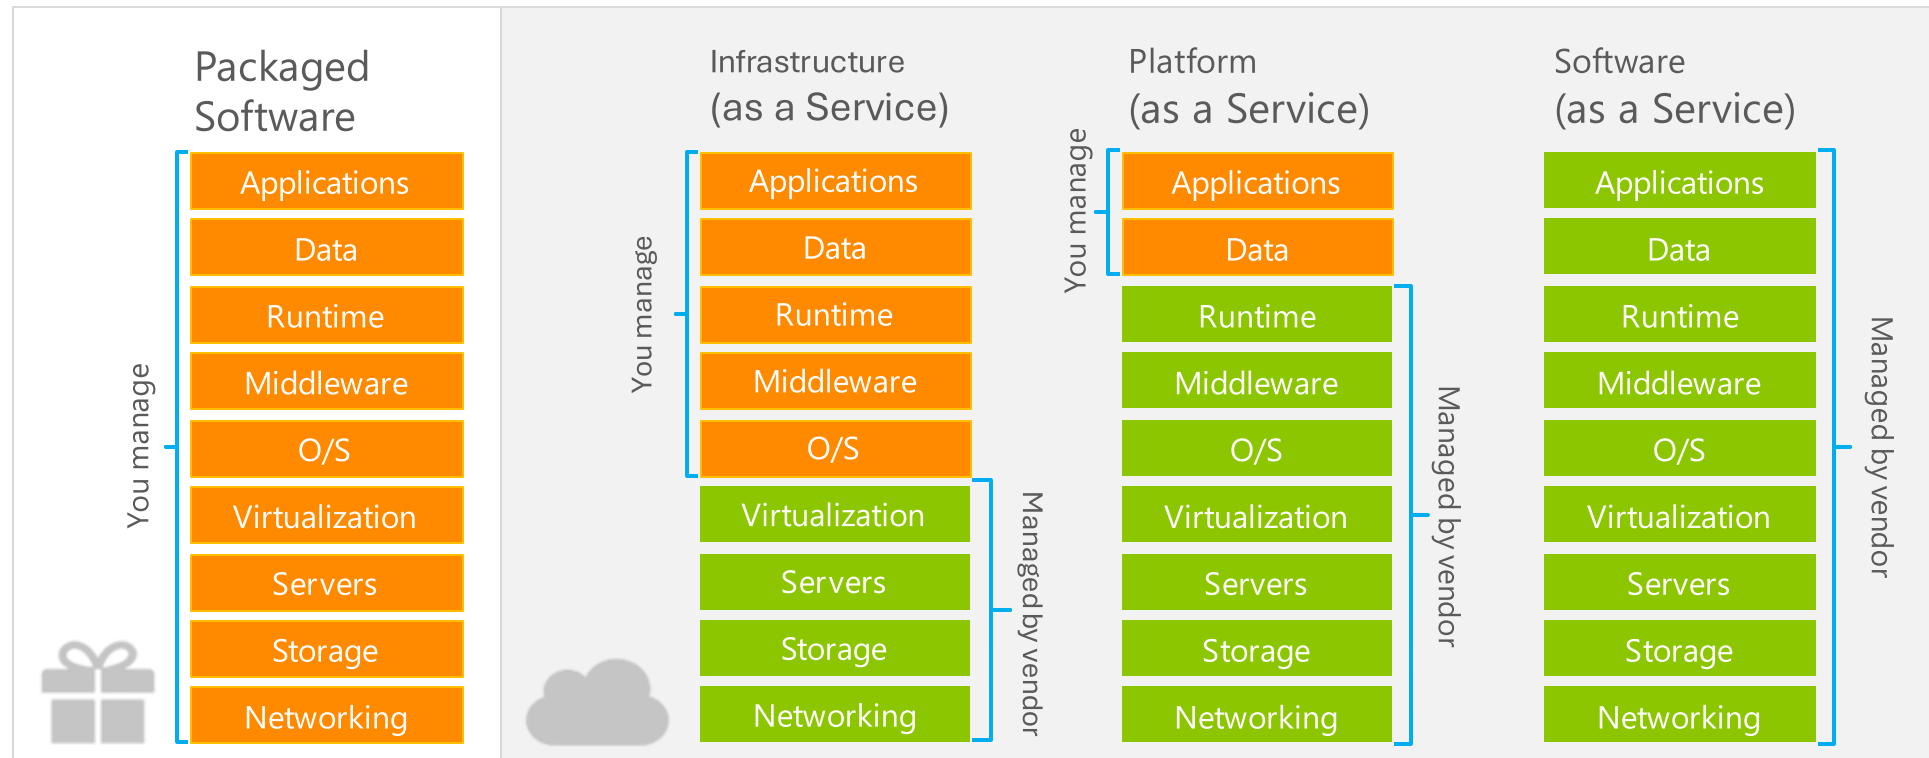 Packaged
Software
You manage
Applications
Data
Runtime
Middleware
O/S
Virtualization
Servers
Storage
Networking
Infrastructure
(as a Service)
You manage
Applications
Data
Runtime
Middleware
O/S
Virtualization
Servers
Storage
Networking
Managed by vendor
Platform
(as a Service)
You manage
Applications
Data
Runtime
Middleware
O/S
Virtualization
Servers
Storage
Networking
Managed by vendor
Software
(as a Service)
Applications
Data
Runtime
Middleware
O/S
Virtualization
Servers
Storage
Networking
Managed by vendor